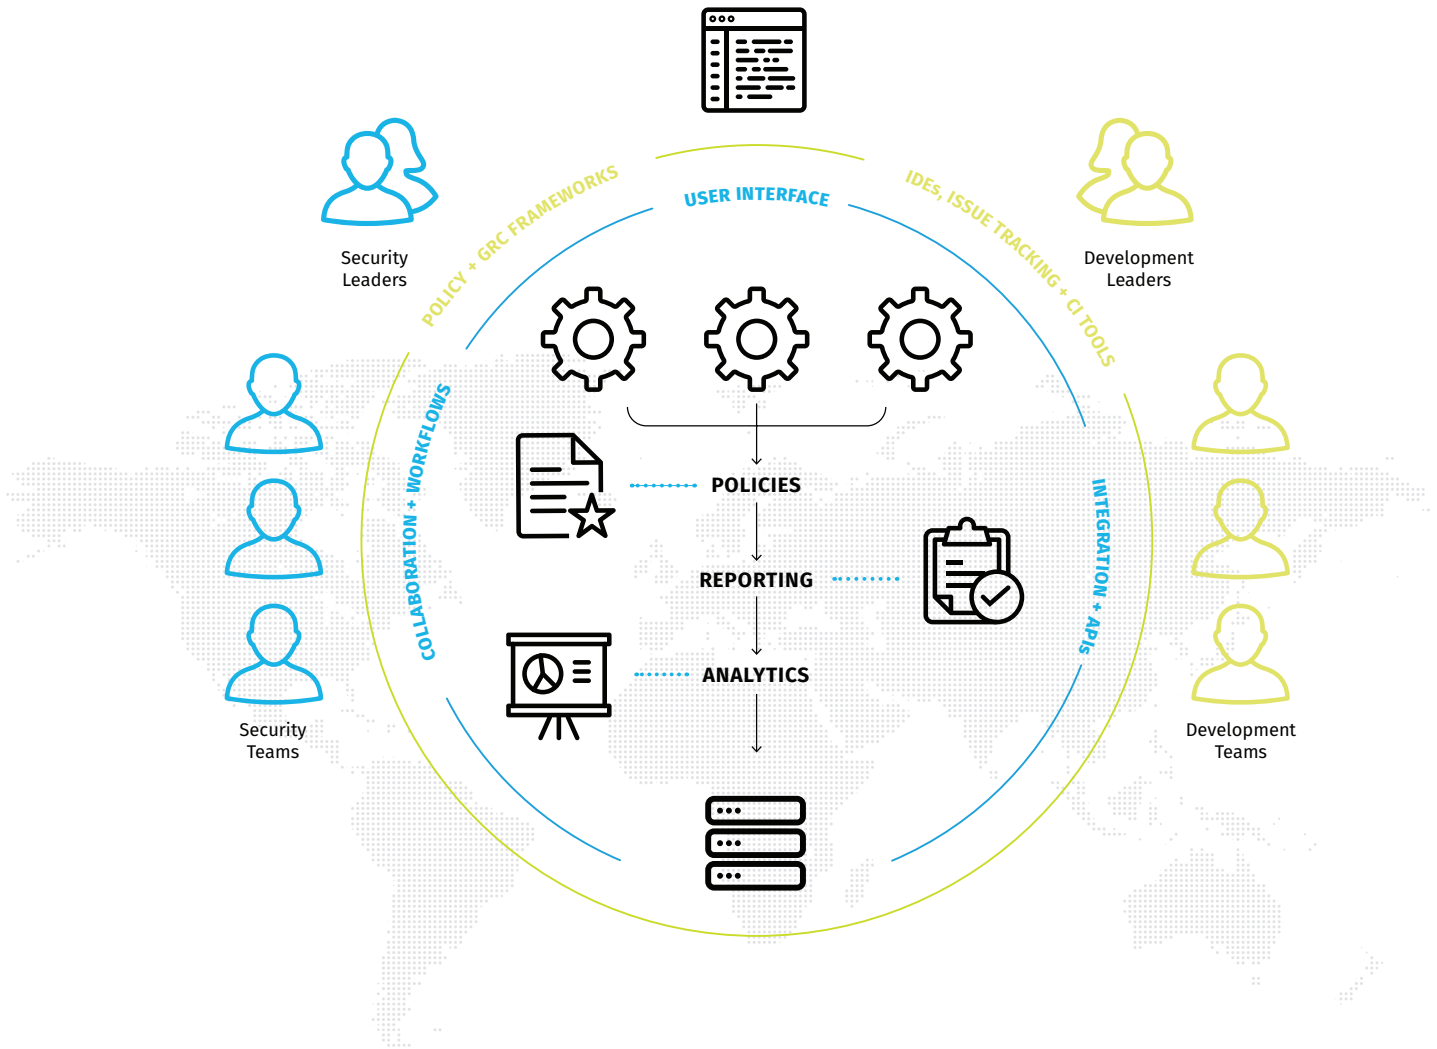 POLICY + GRC FRAMEWORKS
USER INTERFACE
IDEs, ISSUE TRACKING + CI TOOLS
Security
Leaders
Development
Leaders
COLLABORATION + WORKFLOWS
INTEGRATION + APIs
POLICIES
REPORTING
ANALYTICS
Security
Teams
Development
Teams